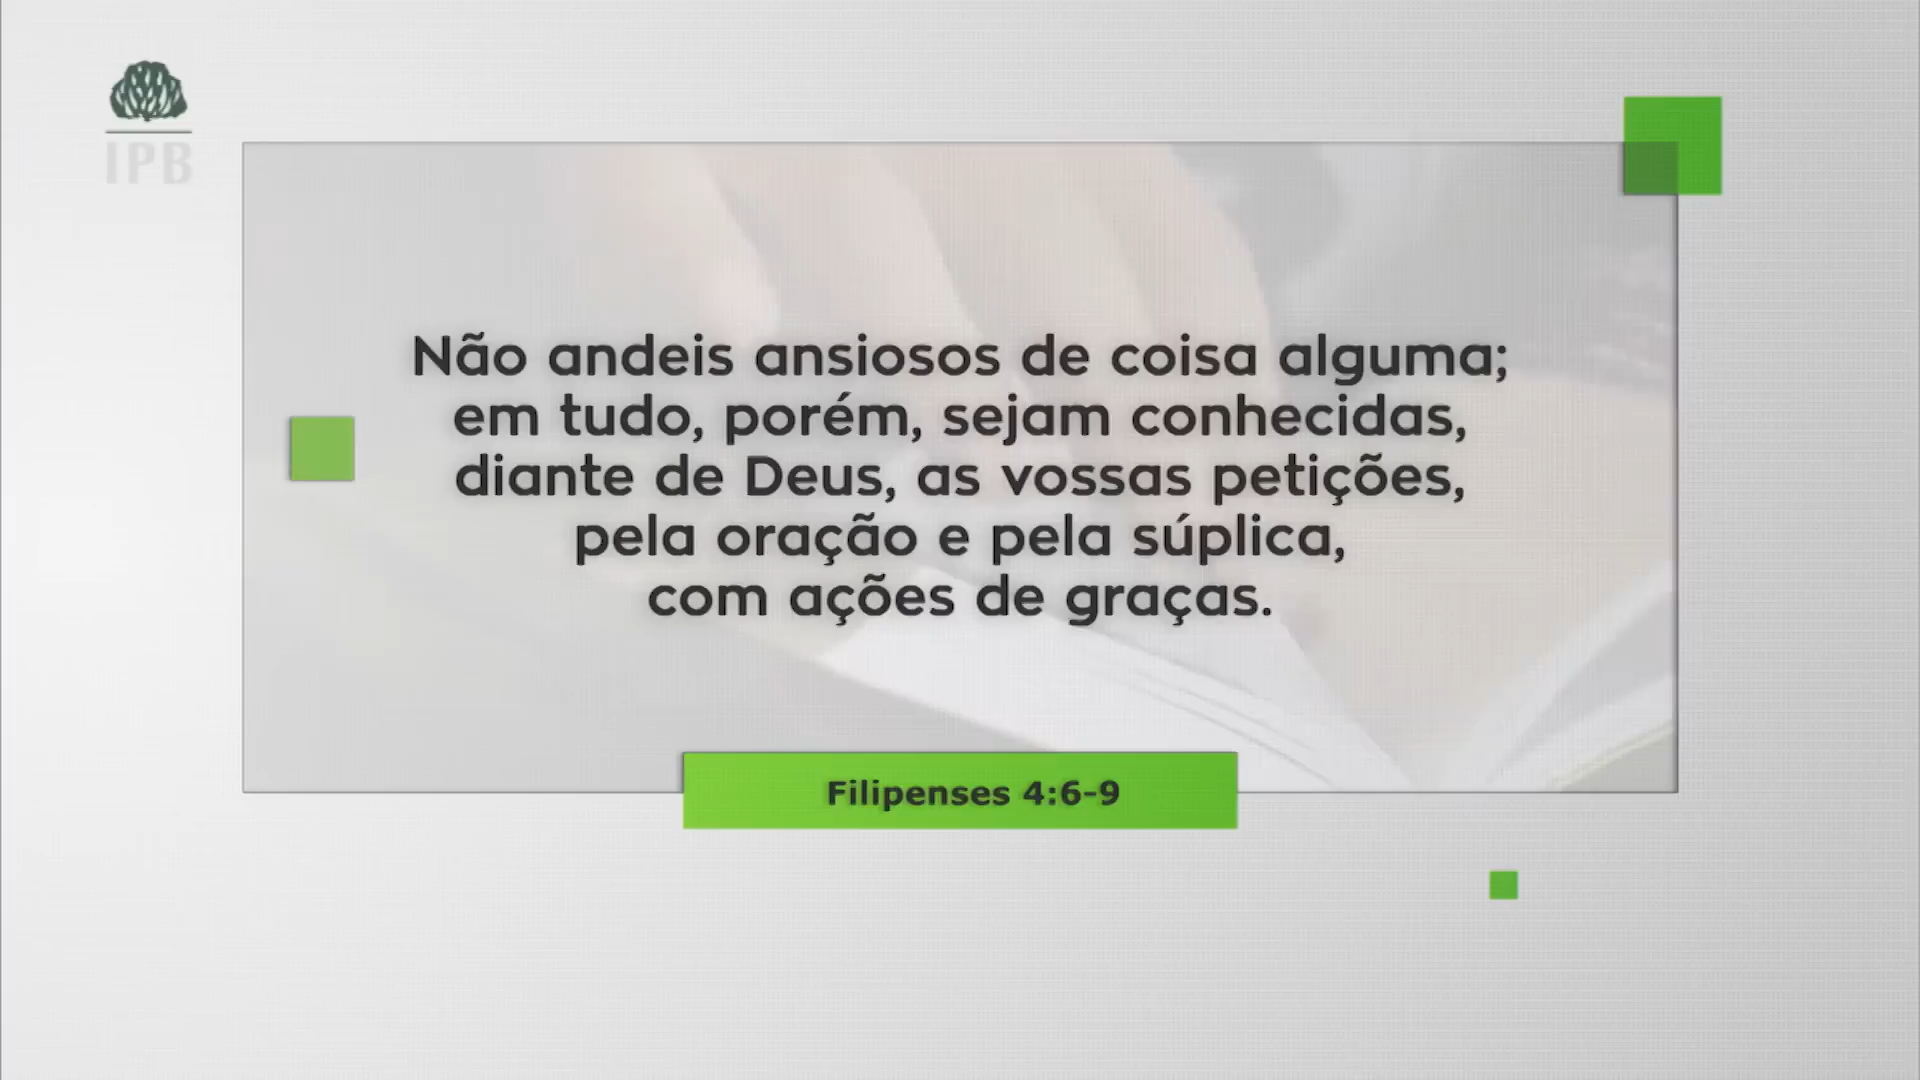 IPB
Não andeis ansiosos de coisa alguma;
em tudo, porém, sejam conhecidas,
diante de Deus, as vossas petições,
pela oração e pela súplica,
com ações de graças.
Filipenses 4:6-9